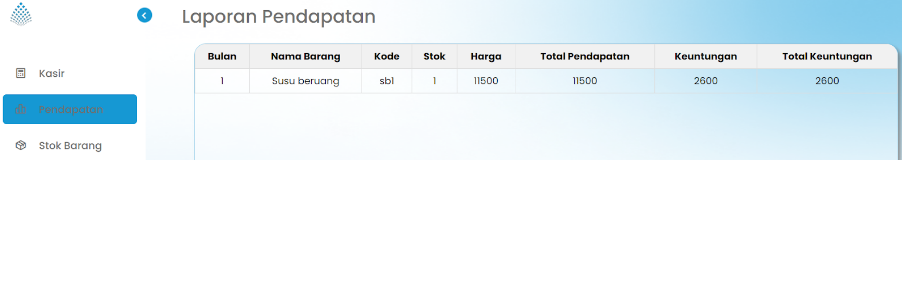 Laporan Pendapatan
Kasir
Pendapatan
Stok Barang
Bulan Nama Barang Kode Stok Harga Total Pendapatan Keuntungan Total Keuntungan
1 Susu beruang sb1 1 11500 11500 2600 2600